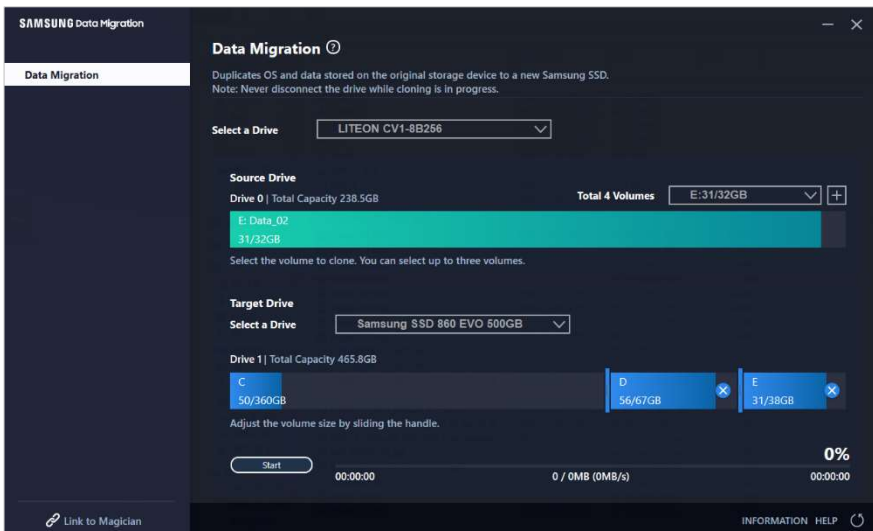 SAMSUNG Data Migration
Data Migration
Data Migration ?
Duplicates OS and data stored on the original storage device to a new Samsung SSD.
Note: Never disconnect the drive while cloning is in progress.
Select a Drive LITEON CV1-8B256
Source Drive
Drive 0 | Total Capacity 238.5GB Total 4 Volumes E:31/32GB
E: Data_02
31/32GB
Select the volume to clone. You can select up to three volumes.
Target Drive
Select a Drive Samsung SSD 860 EVO 500GB
Drive 1 | Total Capacity 465.8GB
C D E
50/360GB 56/67GB 31/38GB
Adjust the volume size by sliding the handle.
0%
Start
00:00:00 0 / 0MB (0MB/s) 00:00:00
Link to Magician INFORMATION HELP